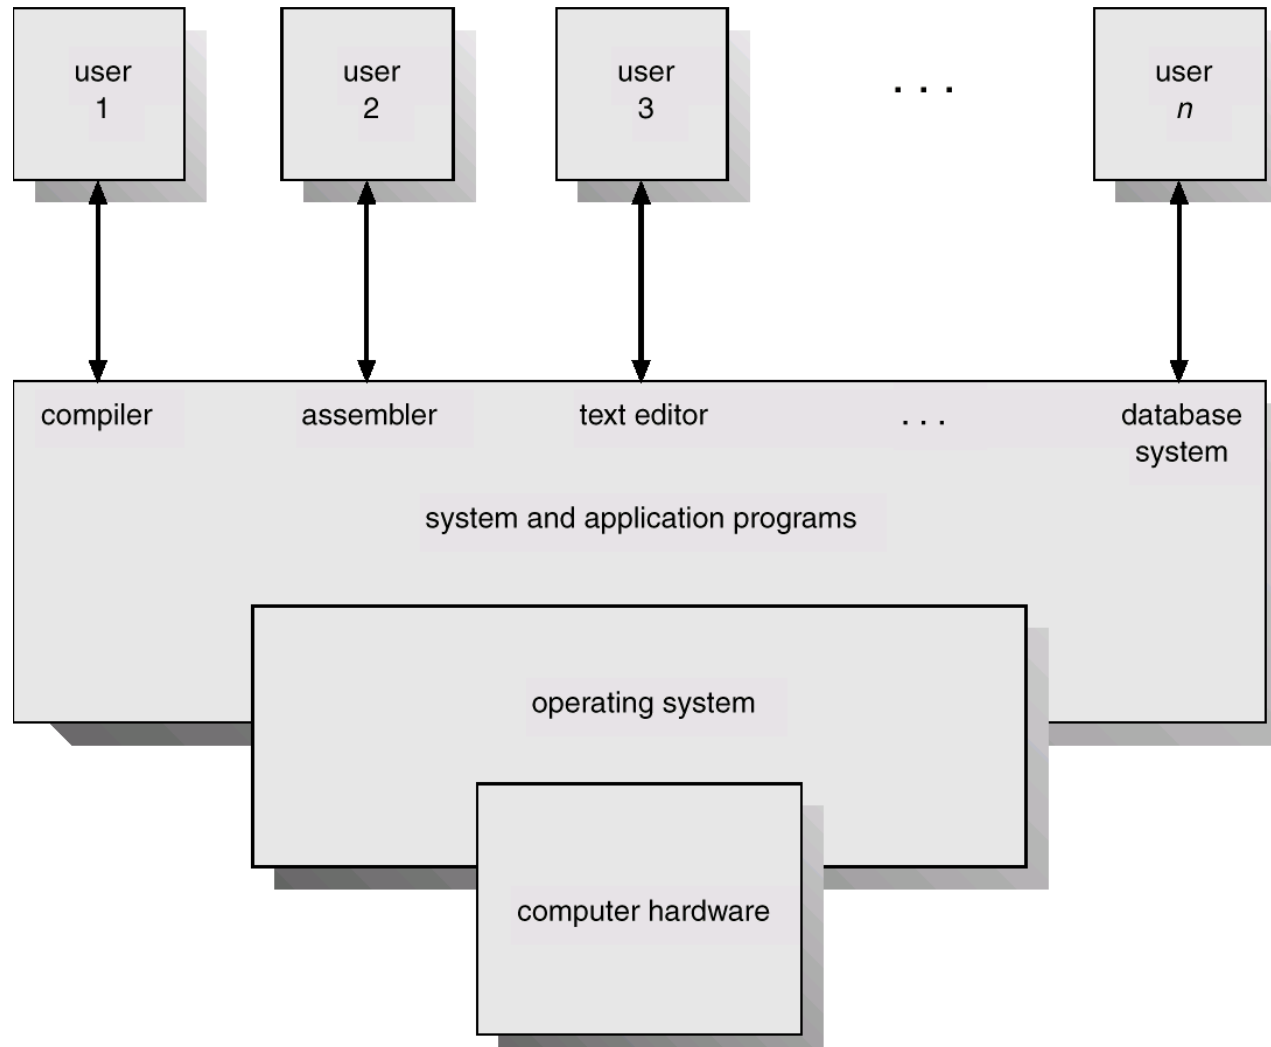 user
1
user
2
user
3
. . .
user
n
compiler
assembler
text editor
. . .
database
system
system and application programs
operating system
computer hardware